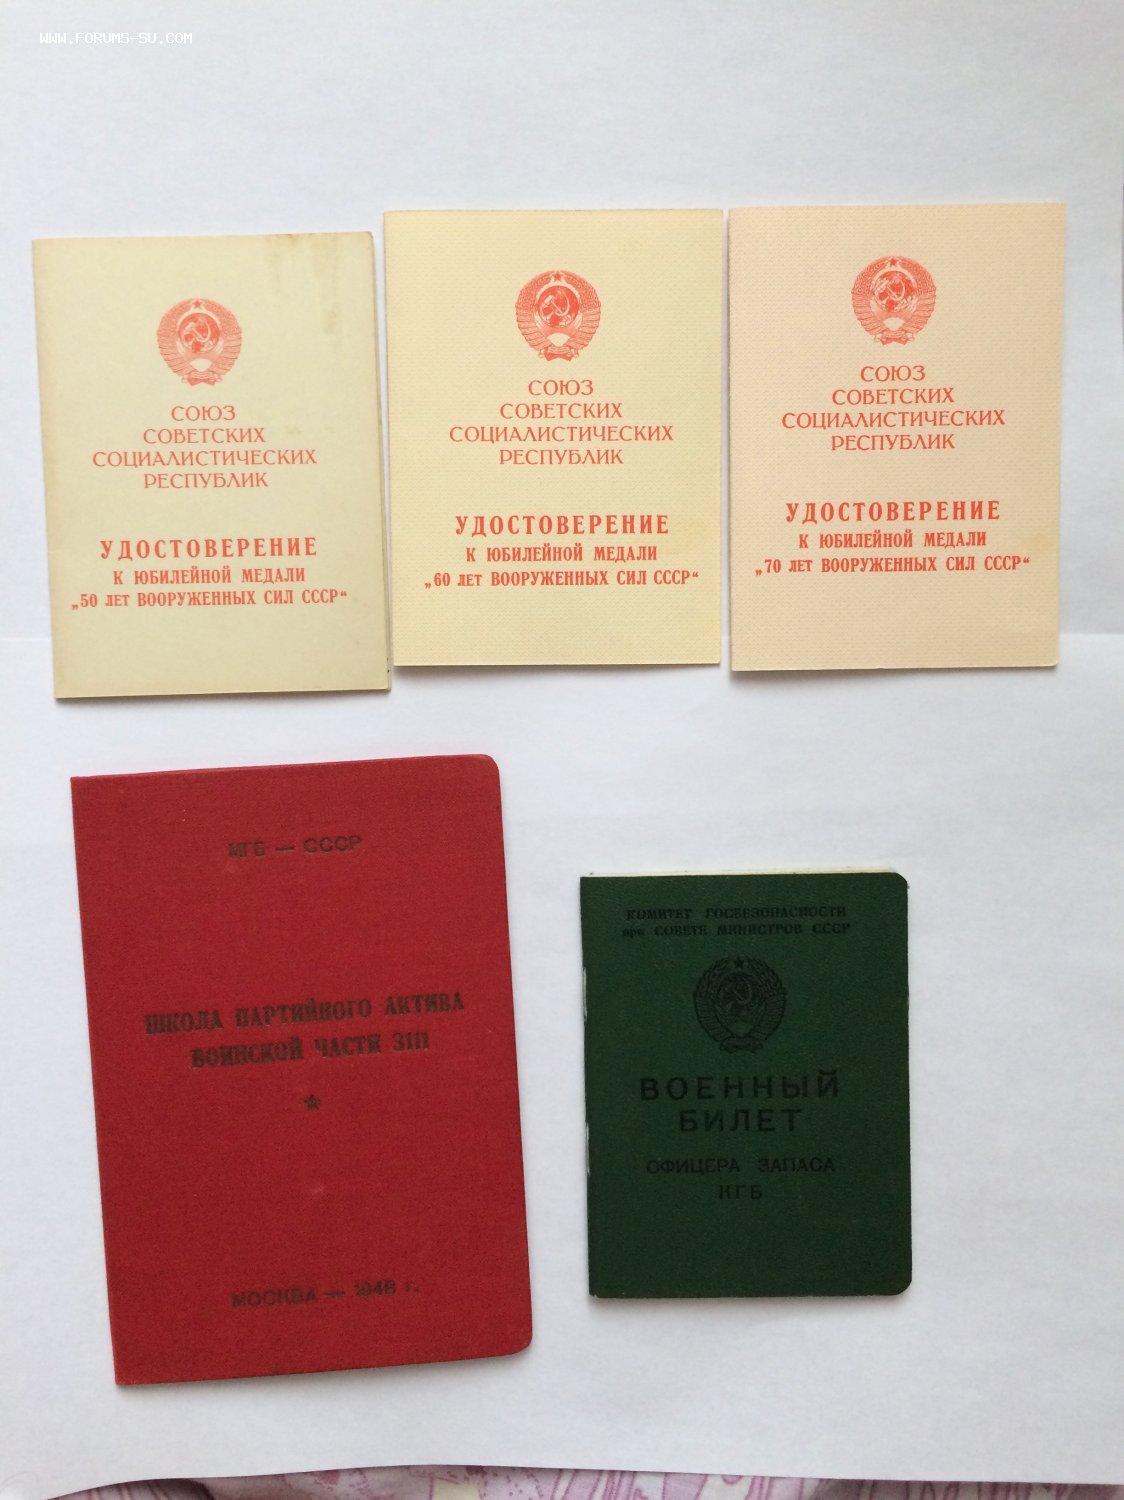 WWW.FORUMS-SU.COM
СОЮЗ
СОВЕТСКИХ
СОЦИАЛИСТИЧЕСКИХ
РЕСПУБЛИК
УДОСТОВЕРЕНИЕ
К ЮБИЛЕЙНОЙ МЕДАЛИ
„50 ЛЕТ ВООРУЖЕННЫХ СИЛ СССР“
СОЮЗ
СОВЕТСКИХ
СОЦИАЛИСТИЧЕСКИХ
РЕСПУБЛИК
УДОСТОВЕРЕНИЕ
К ЮБИЛЕЙНОЙ МЕДАЛИ
„60 ЛЕТ ВООРУЖЕННЫХ СИЛ СССР“
СОЮЗ
СОВЕТСКИХ
СОЦИАЛИСТИЧЕСКИХ
РЕСПУБЛИК
УДОСТОВЕРЕНИЕ
К ЮБИЛЕЙНОЙ МЕДАЛИ
„70 ЛЕТ ВООРУЖЕННЫХ СИЛ СССР“
МГБ — СССР
ШКОЛА ПАРТИЙНОГО АКТИВА
ВОИНСКОЙ ЧАСТИ 3111
МОСКВА — 1948 г.
КОМИТЕТ ГОСБЕЗОПАСНОСТИ
при СОВЕТЕ МИНИСТРОВ СССР
ВОЕННЫЙ
БИЛЕТ
ОФИЦЕРА ЗАПАСА
КГБ